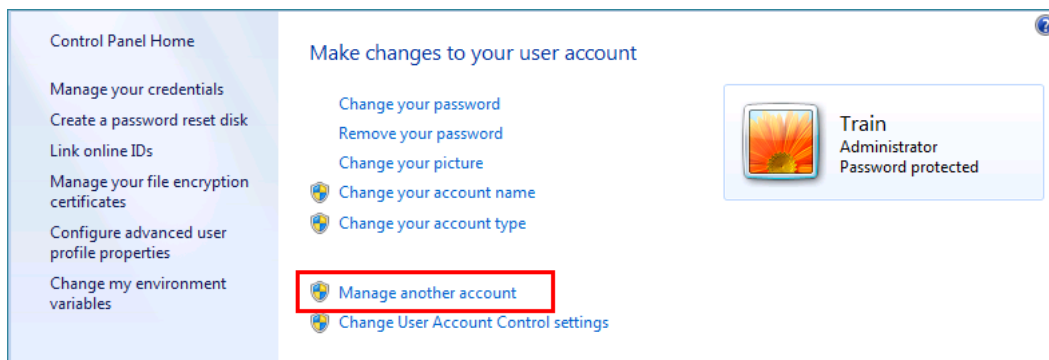 Control Panel Home
Manage your credentials
Create a password reset disk
Link online IDs
Manage your file encryption
certificates
Configure advanced user
profile properties
Change my environment
variables
Make changes to your user account
Change your password
Remove your password
Change your picture
Change your account name
Change your account type
Manage another account
Change User Account Control settings
Train
Administrator
Password protected
?